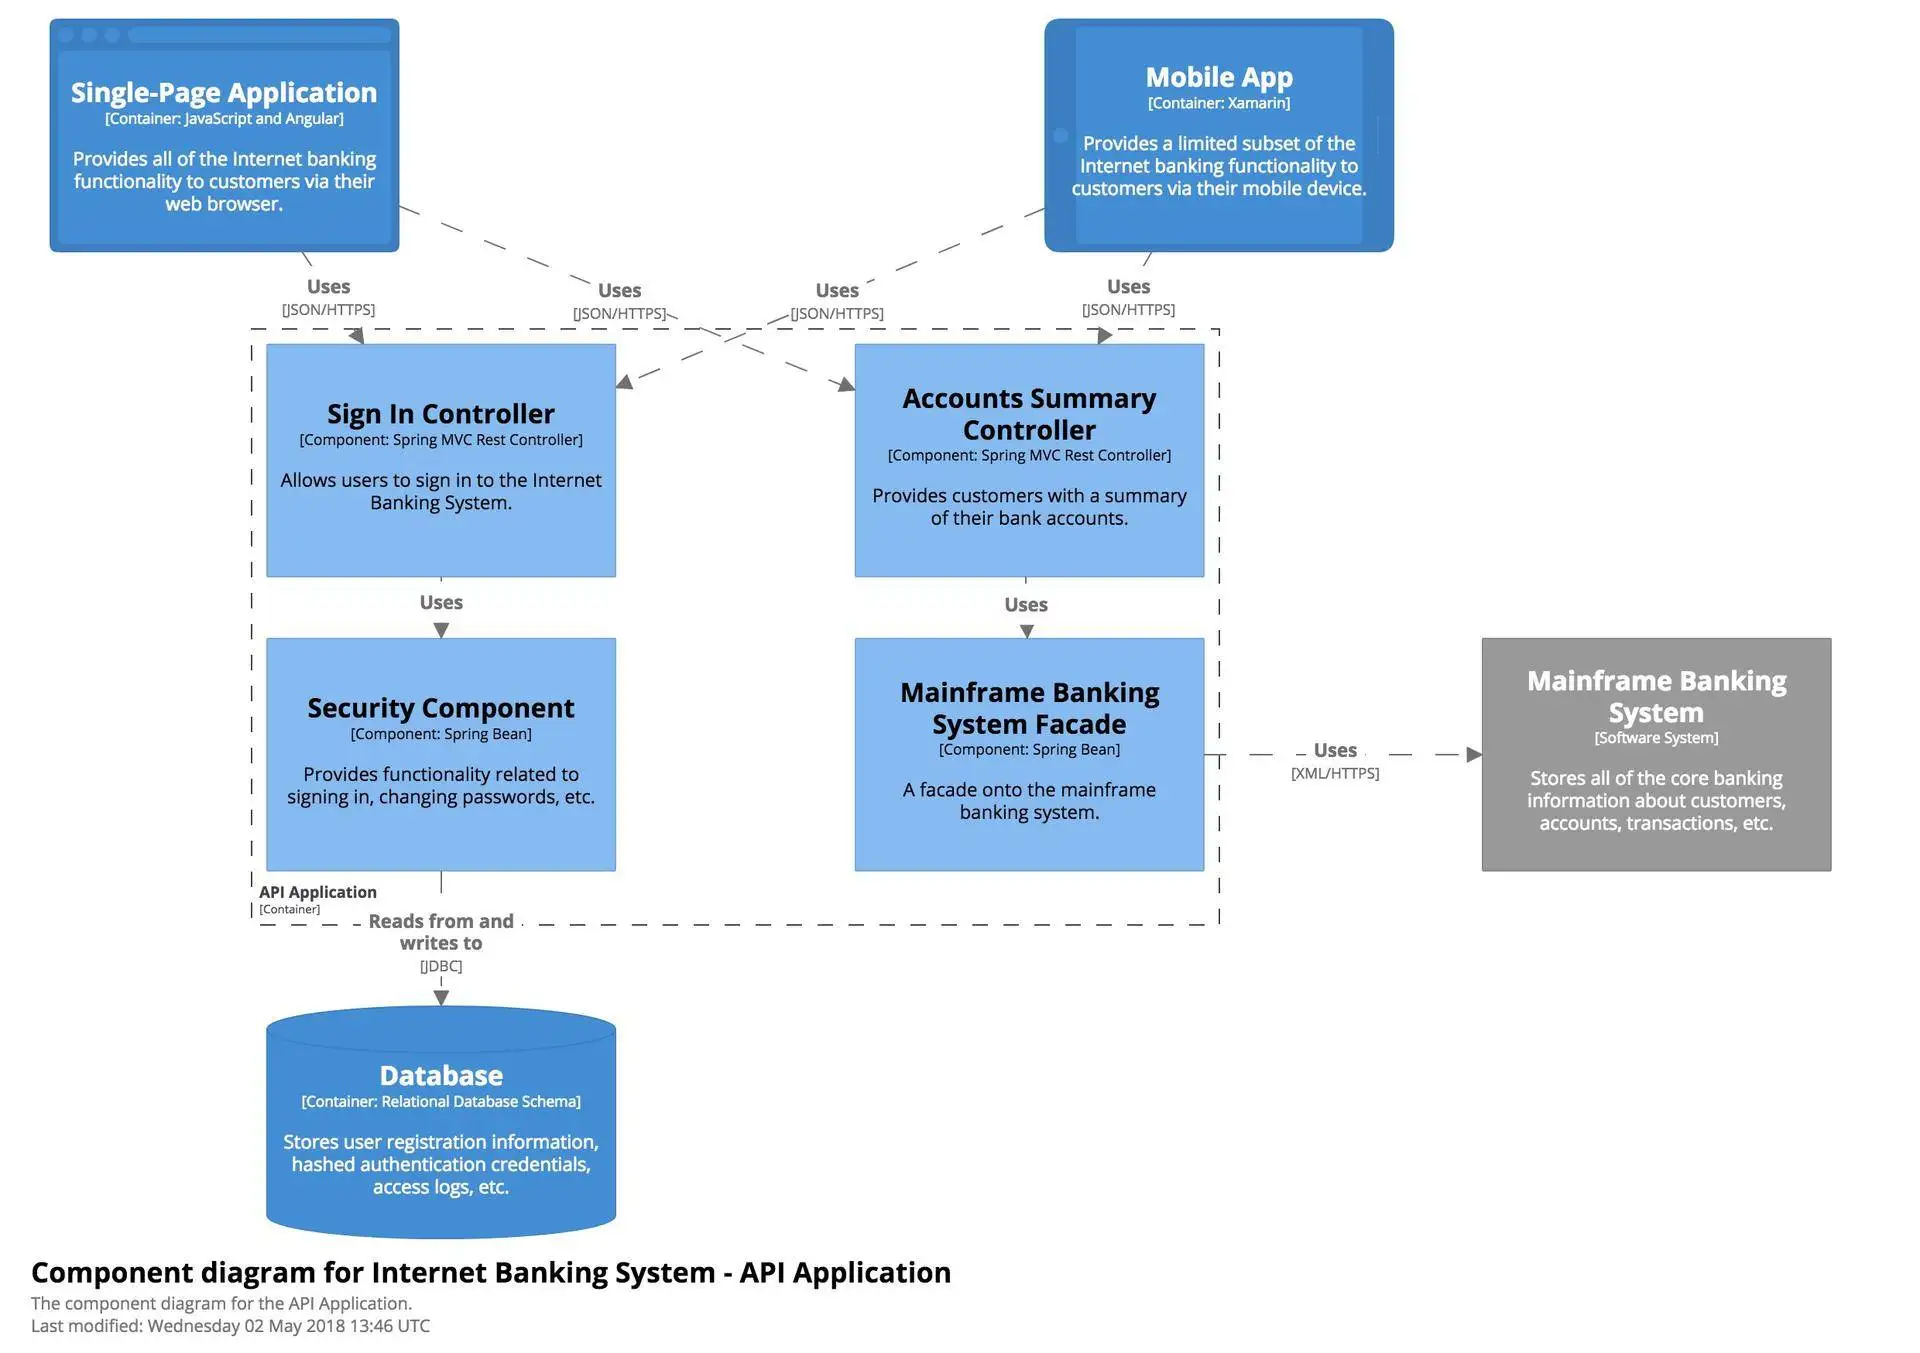 Single-Page Application
[Container: JavaScript and Angular]
Provides all of the Internet banking
functionality to customers via their
web browser.
Mobile App
[Container: Xamarin]
Provides a limited subset of the
Internet banking functionality to
customers via their mobile device.
Uses
[JSON/HTTPS]
Uses
[JSON/HTTPS]
Uses
[JSON/HTTPS]
Uses
[JSON/HTTPS]
Sign In Controller
[Component: Spring MVC Rest Controller]
Allows users to sign in to the Internet
Banking System.
Accounts Summary
Controller
[Component: Spring MVC Rest Controller]
Provides customers with a summary
of their bank accounts.
Uses
Uses
Security Component
[Component: Spring Bean]
Provides functionality related to
signing in, changing passwords, etc.
Mainframe Banking
System Facade
[Component: Spring Bean]
A facade onto the mainframe
banking system.
Uses
[XML/HTTPS]
Mainframe Banking
System
[Software System]
Stores all of the core banking
information about customers,
accounts, transactions, etc.
API Application
[Container]
Reads from and
writes to
[JDBC]
Database
[Container: Relational Database Schema]
Stores user registration information,
hashed authentication credentials,
access logs, etc.
Component diagram for Internet Banking System - API Application
The component diagram for the API Application.
Last modified: Wednesday 02 May 2018 13:46 UTC